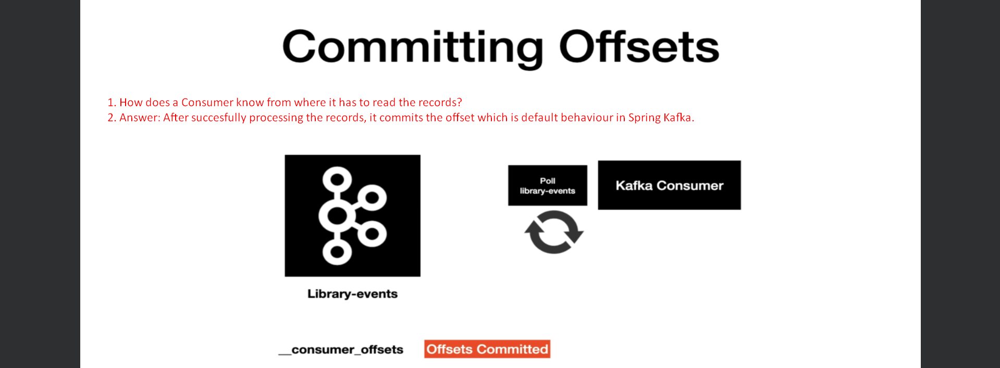 Committing Offsets
1. How does a Consumer know from where it has to read the records?
2. Answer: After succesfully processing the records, it commits the offset which is default behaviour in Spring Kafka.
Poll
library-events
Kafka Consumer
Library-events
__consumer_offsets
Offsets Committed